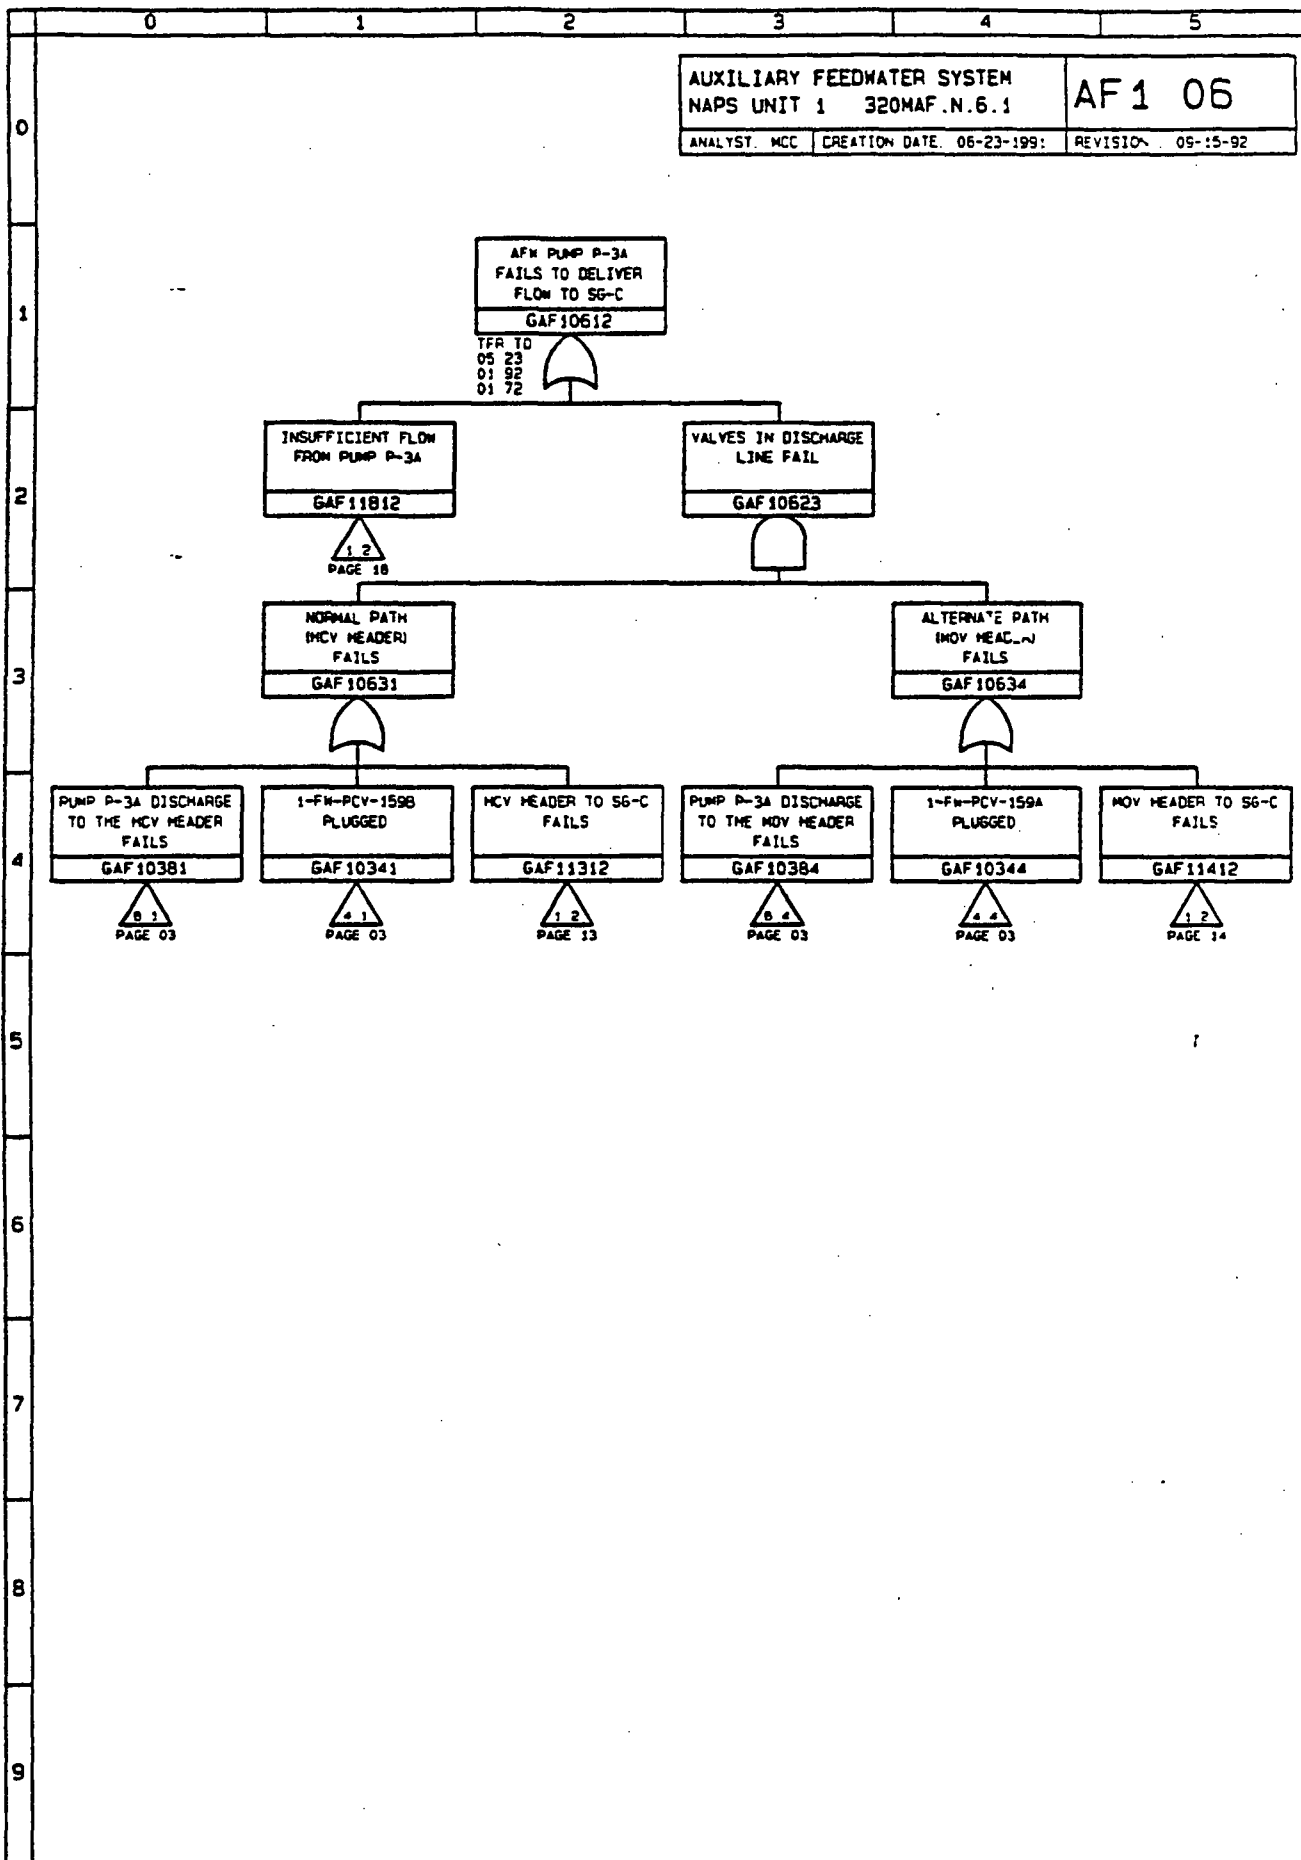 0 1 2 3 4 5
AUXILIARY FEEDWATER SYSTEM
NAPS UNIT 1 320MAF.N.6.1
AF1 06
ANALYST. MCC CREATION DATE. 06-23-1991 REVISION. 09-15-92
0
AFW PUMP P-3A
FAILS TO DELIVER
FLOW TO SG-C
GAF10612
1
TFR TO
05 23
01 92
01 72
INSUFFICIENT FLOW
FROM PUMP P-3A
GAF11812
VALVES IN DISCHARGE
LINE FAIL
GAF10623
2
1 2
PAGE 18
NORMAL PATH
(HCV HEADER)
FAILS
GAF10631
ALTERNATE PATH
(MOV
FAILS
GAF10634
3
PUMP P-3A DISCHARGE
TO THE HCV HEADER
FAILS
GAF10381
1-FW-PCV-159B
PLUGGED
GAF10341
HCV HEADER TO SG-C
FAILS
GAF11312
PUMP P-3A DISCHARGE
TO THE MOV HEADER
FAILS
GAF10384
1-FW-PCV-159A
PLUGGED
GAF10344
MOV HEADER TO SG-C
FAILS
GAF11412
4
8 1
PAGE 03
4 1
PAGE 03
1 2
PAGE 13
8 4
PAGE 03
4 4
PAGE 03
1 2
PAGE 14
5
6
7
8
9